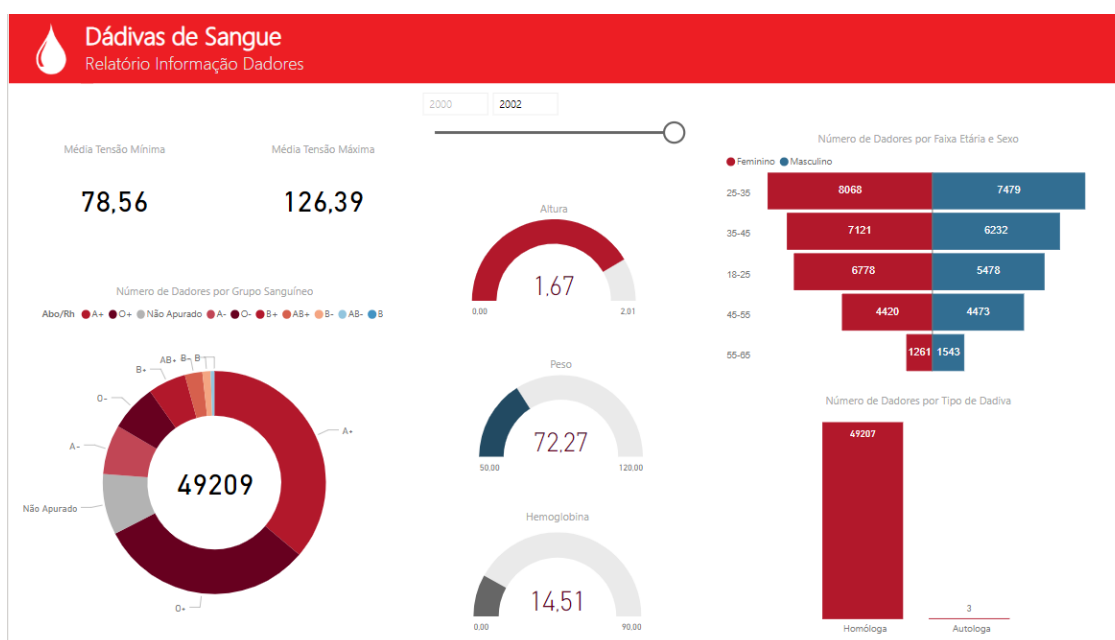 Dádivas de Sangue
Relatório Informação Dadores
2000 2002
Média Tensão Mínima
78,56
Média Tensão Máxima
126,39
Número de Dadores por Grupo Sanguíneo
Abo/Rh A+ O+ Não Apurado A- O- B+ AB+ B- AB- B
A+
O+
Não Apurado
A-
O-
B+
AB+
B-
B
49209
Altura
1,67
0,00 2,01
Peso
72,27
50,00 120,00
Hemoglobina
14,51
0,00 90,00
Número de Dadores por Faixa Etária e Sexo
Feminino Masculino
25-35 8068 7479
35-45 7121 6232
18-25 6778 5478
45-55 4420 4473
55-65 1261 1543
Número de Dadores por Tipo de Dadiva
49207
3
Homóloga Autologa